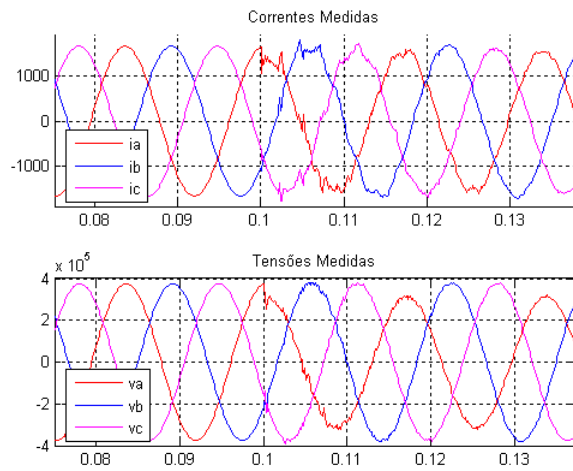 Correntes Medidas
1000
0
-1000
ia
ib
ic
0.08 0.09 0.1 0.11 0.12 0.13
x 10^5
Tensões Medidas
4
2
0
-2
-4
va
vb
vc
0.08 0.09 0.1 0.11 0.12 0.13